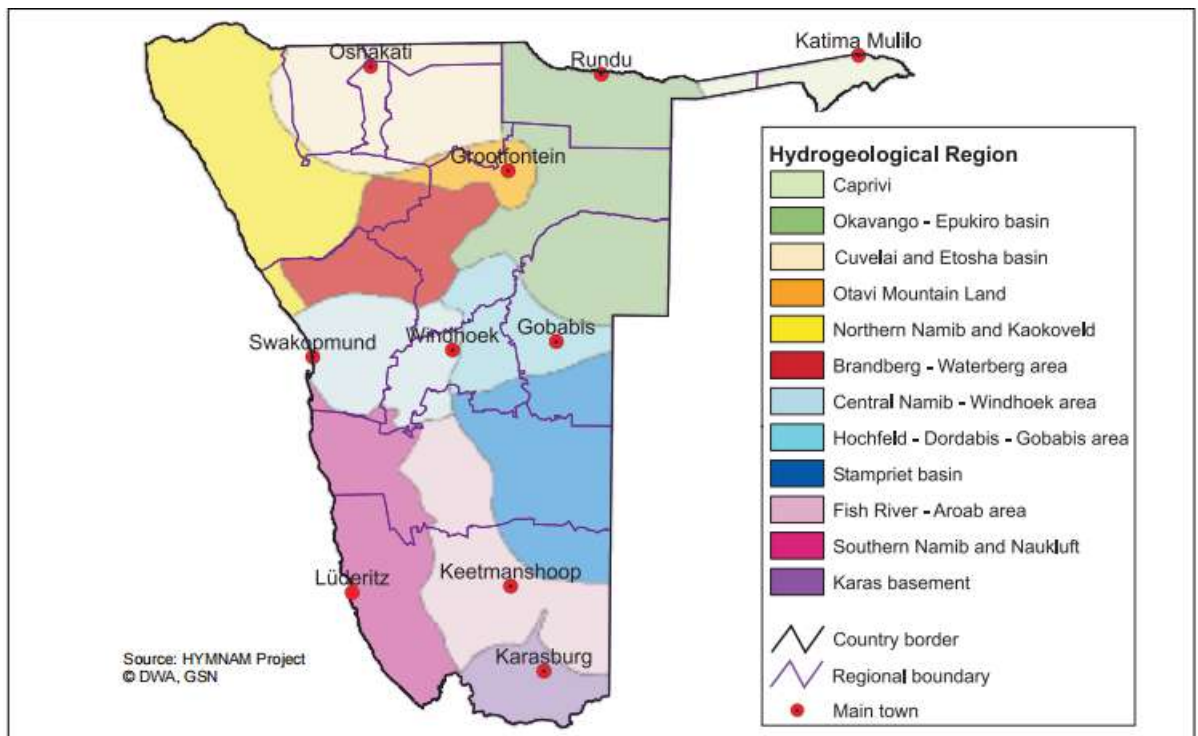 Oshakati
Rundu
Katima Mulilo
Grootfontein
Swakopmund
Windhoek
Gobabis
Lüderitz
Keetmanshoop
Karasburg
Source: HYMNAM Project
© DWA, GSN
Hydrogeological Region
Caprivi
Okavango - Epukiro basin
Cuvelai and Etosha basin
Otavi Mountain Land
Northern Namib and Kaokoveld
Brandberg - Waterberg area
Central Namib - Windhoek area
Hochfeld - Dordabis - Gobabis area
Stampriet basin
Fish River - Aroab area
Southern Namib and Naukluft
Karas basement
Country border
Regional boundary
Main town